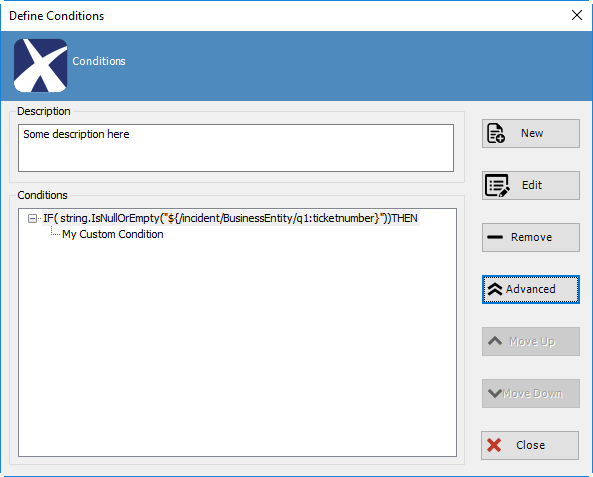 Define Conditions
Conditions
Description
Some description here
Conditions
IF( string.IsNullOrEmpty("${/incident/BusinessEntity/q1:ticketnumber}"))THEN
My Custom Condition
New
Edit
Remove
Advanced
Move Up
Move Down
Close